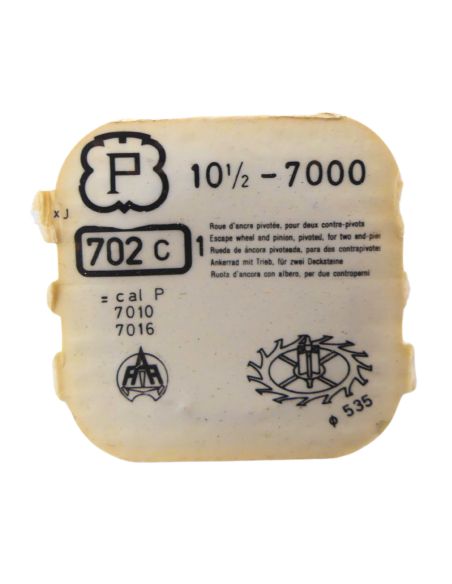 P 10 1/2 - 7000
x J
702 C 1
Roue d'ancre pivotée, pour deux contre-pivots
Escape wheel and pinion, pivoted, for two end-pie
Rueda de áncora pivoteada, para dos contrapivotes
Ankerrad mit Trieb, für zwei Decksteine
Ruota d'ancora con albero, per due controperni
= cal P
7010
7016
φ 535